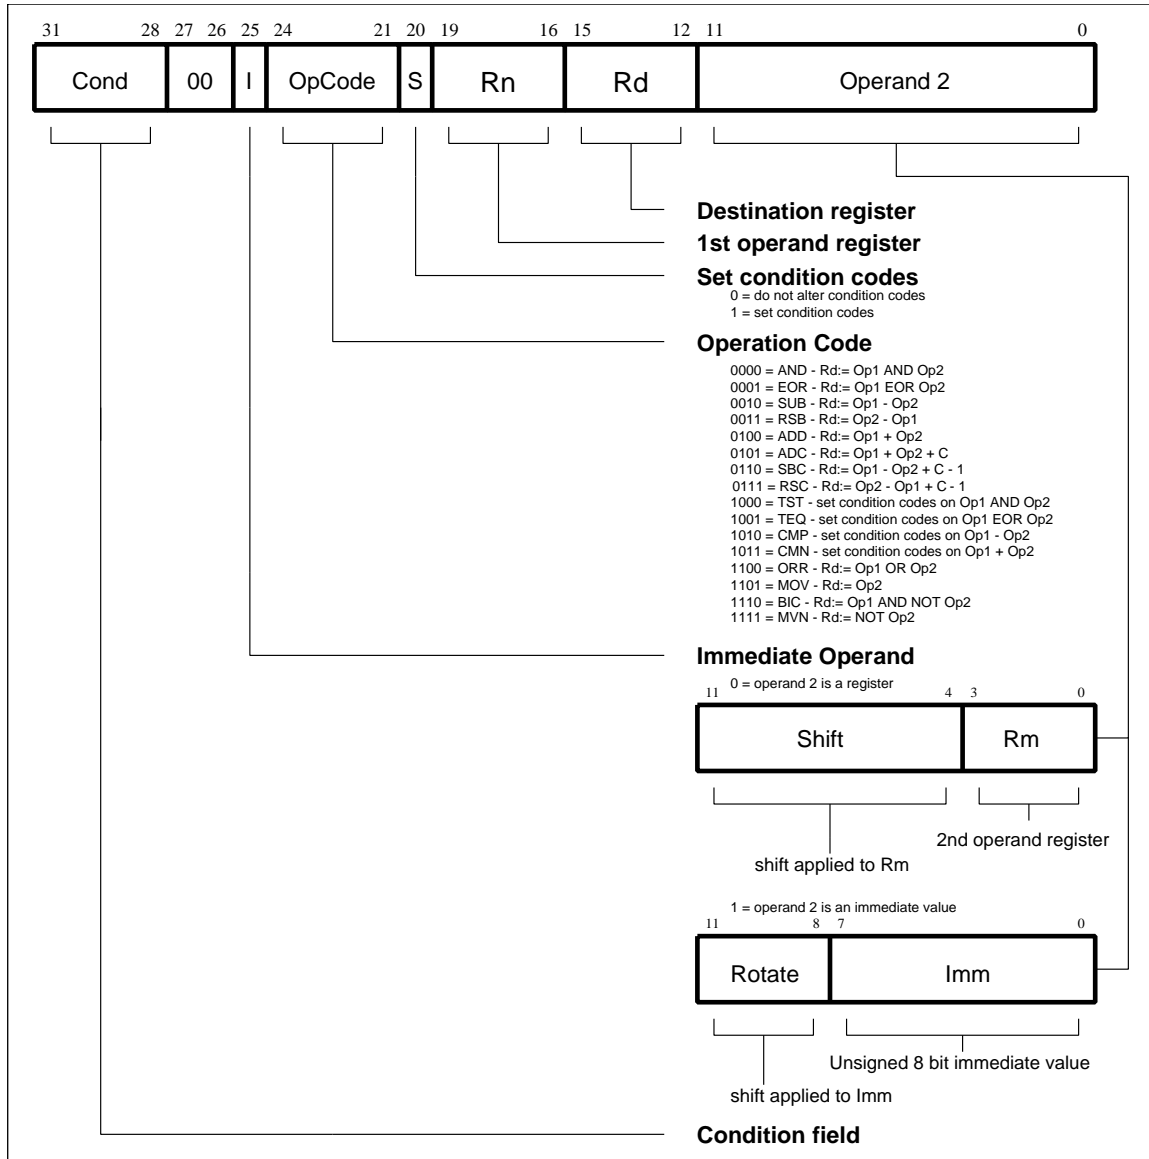 31 28 27 26 25 24 21 20 19 16 15 12 11 0
Cond 00 I OpCode S Rn Rd Operand 2
Destination register
1st operand register
Set condition codes
0 = do not alter condition codes
1 = set condition codes
Operation Code
0000 = AND - Rd:= Op1 AND Op2
0001 = EOR - Rd:= Op1 EOR Op2
0010 = SUB - Rd:= Op1 - Op2
0011 = RSB - Rd:= Op2 - Op1
0100 = ADD - Rd:= Op1 + Op2
0101 = ADC - Rd:= Op1 + Op2 + C
0110 = SBC - Rd:= Op1 - Op2 + C - 1
0111 = RSC - Rd:= Op2 - Op1 + C - 1
1000 = TST - set condition codes on Op1 AND Op2
1001 = TEQ - set condition codes on Op1 EOR Op2
1010 = CMP - set condition codes on Op1 - Op2
1011 = CMN - set condition codes on Op1 + Op2
1100 = ORR - Rd:= Op1 OR Op2
1101 = MOV - Rd:= Op2
1110 = BIC - Rd:= Op1 AND NOT Op2
1111 = MVN - Rd:= NOT Op2
Immediate Operand
0 = operand 2 is a register
11 4 3 0
Shift Rm
2nd operand register
shift applied to Rm
1 = operand 2 is an immediate value
11 8 7 0
Rotate Imm
Unsigned 8 bit immediate value
shift applied to Imm
Condition field